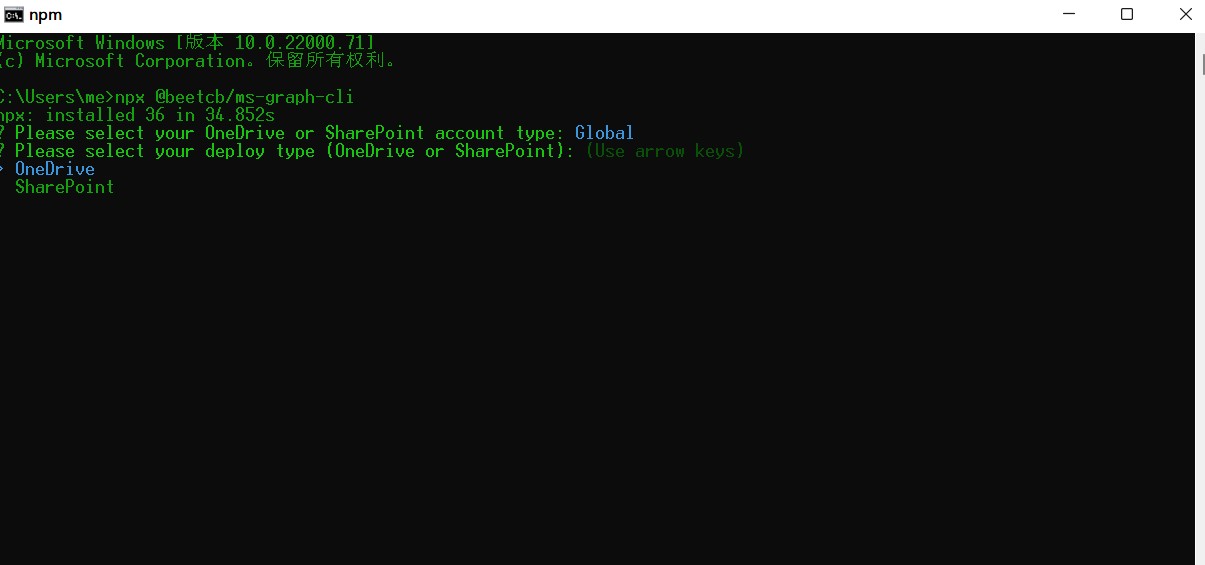 npm
Microsoft Windows [版本 10.0.22000.71]
(c) Microsoft Corporation。保留所有权利。
C:\Users\me>npx @beetcb/ms-graph-cli
npx: installed 36 in 34.852s
? Please select your OneDrive or SharePoint account type: Global
? Please select your deploy type (OneDrive or SharePoint): (Use arrow keys)
> OneDrive
SharePoint